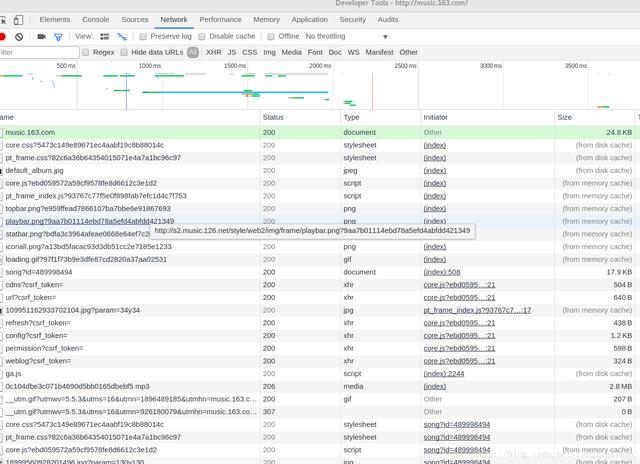 Developer Tools - http://music.163.com/
Elements Console Sources Network Performance Memory Application Security Audits
View: Preserve log Disable cache Offline No throttling
Filter Regex Hide data URLs All XHR JS CSS Img Media Font Doc WS Manifest Other
500 ms 1000 ms 1500 ms 2000 ms 2500 ms 3000 ms 3500 ms
ame Status Type Initiator Size T
music.163.com 200 document Other 24.8 KB
core.css?5473c149e89671ec4aabf19c8b88014c 200 stylesheet (index) (from disk cache)
pt_frame.css?82c6a36b64354015071e4a7a1bc96c97 200 stylesheet (index) (from disk cache)
default_album.jpg 200 jpeg (index) (from disk cache)
core.js?ebd059572a59cf9578fe8d6612c3e1d2 200 script (index) (from memory cache)
pt_frame_index.js?93767c77f5e0f898fab7efc1d4c7f753 200 script (index) (from memory cache)
topbar.png?e959ffead7866107ba7bbe6e91867693 200 png (index) (from memory cache)
playbar.png?9aa7b01114ebd78a5efd4abfdd421349 200 png (index) (from memory cache)
http://s2.music.126.net/style/web2/img/frame/playbar.png?9aa7b01114ebd78a5efd4abfdd421349
statbar.png?bdfa3c3964afeae0668e64ef7c2 (from memory cache)
iconall.png?a13bd5facac93d3db51cc2e7185e1233 200 png (index) (from memory cache)
loading.gif?97f1f73b9e3dfe87cd2820a37aa02531 200 gif (index) (from memory cache)
song?id=489998494 200 document (index):508 17.9 KB
cdns?csrf_token= 200 xhr core.js?ebd0595…:21 504 B
url?csrf_token= 200 xhr core.js?ebd0595…:21 640 B
109951162933702104.jpg?param=34y34 200 jpg pt_frame_index.js?93767c7…:17 (from memory cache)
refresh?csrf_token= 200 xhr core.js?ebd0595…:21 438 B
config?csrf_token= 200 xhr core.js?ebd0595…:21 1.2 KB
permission?csrf_token= 200 xhr core.js?ebd0595…:21 598 B
weblog?csrf_token= 200 xhr core.js?ebd0595…:21 324 B
ga.js 200 script (index):2244 (from disk cache)
0c104dbe3c071b4690d5bb0165dbebf5.mp3 206 media (index) 2.8 MB
__utm.gif?utmwv=5.5.3&utms=16&utmn=1896489185&utmhn=music.163.c… 200 gif Other 207 B
__utm.gif?utmwv=5.5.3&utms=16&utmn=926180079&utmhn=music.163.co… 307 Other 0 B
core.css?5473c149e89671ec4aabf19c8b88014c 200 stylesheet song?id=489998494 (from disk cache)
pt_frame.css?82c6a36b64354015071e4a7a1bc96c97 200 stylesheet song?id=489998494 (from disk cache)
core.js?ebd059572a59cf9578fe8d6612c3e1d2 200 script song?id=489998494 (from disk cache)
18999560928201496.jpg?param=130y130 200 jpg song?id=489998494